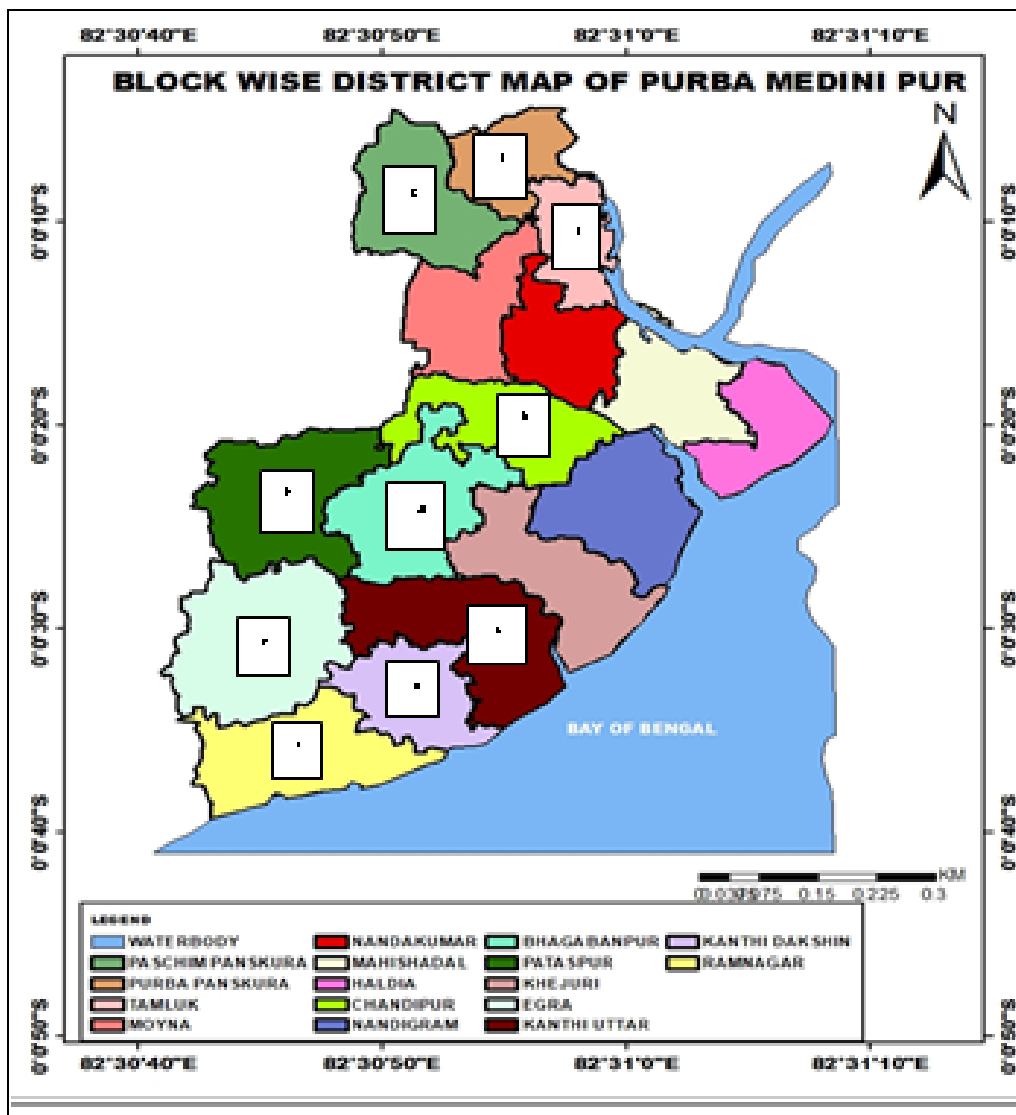 82°30'40"E 82°30'50"E 82°31'0"E 82°31'10"E
BLOCK WISE DISTRICT MAP OF PURBA MEDINI PUR
N
0°0'10"S 0°0'10"S
0°0'20"S 0°0'20"S
0°0'30"S 0°0'30"S
BAY OF BENGAL
0°0'40"S 0°0'40"S
KM
0.15 0.225 0.3
LEGEND
WATERBODY NANDAKUMAR BHAGABANPUR KANTHI DAKSHIN
PASCHIM PANSKURA MAHISHADAL PATASPUR RAMNAGAR
PURBA PANSKURA HALDIA KHEJURI
TAMLUK CHANDIPUR EGRA
MOYNA NANDIGRAM KANTHI UTTAR
0°0'50"S 0°0'50"S
82°30'40"E 82°30'50"E 82°31'0"E 82°31'10"E